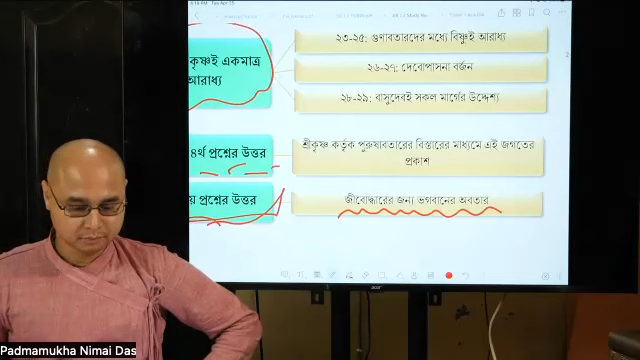 কৃষ্ণই একমাত্র
আরাধ্য
২৩-২৫: গুণাবতারদের মধ্যে বিষ্ণুই আরাধ্য
২৬-২৭: দেবোপাসনা বর্জন
২৮-২৯: বাসুদেবই সকল মার্গের উদ্দেশ্য
৪র্থ প্রশ্নের উত্তর
শ্রীকৃষ্ণ কর্তৃক পুরুষাবতারের বিস্তারের মাধ্যমে এই জগতের
প্রকাশ
য় প্রশ্নের উত্তর
জীবোদ্ধারের জন্য ভগবানের অবতার
acer
Padmamukha Nimai Das